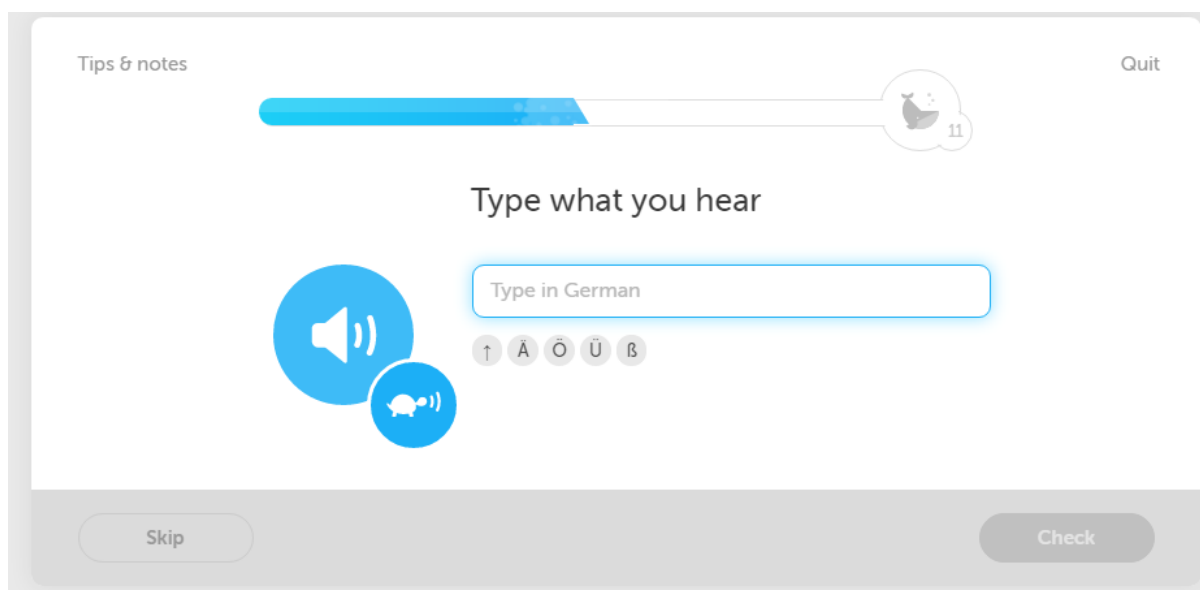 Tips & notes
Quit
11
Type what you hear
Type in German
↑ Ä Ö Ü ß
Skip
Check